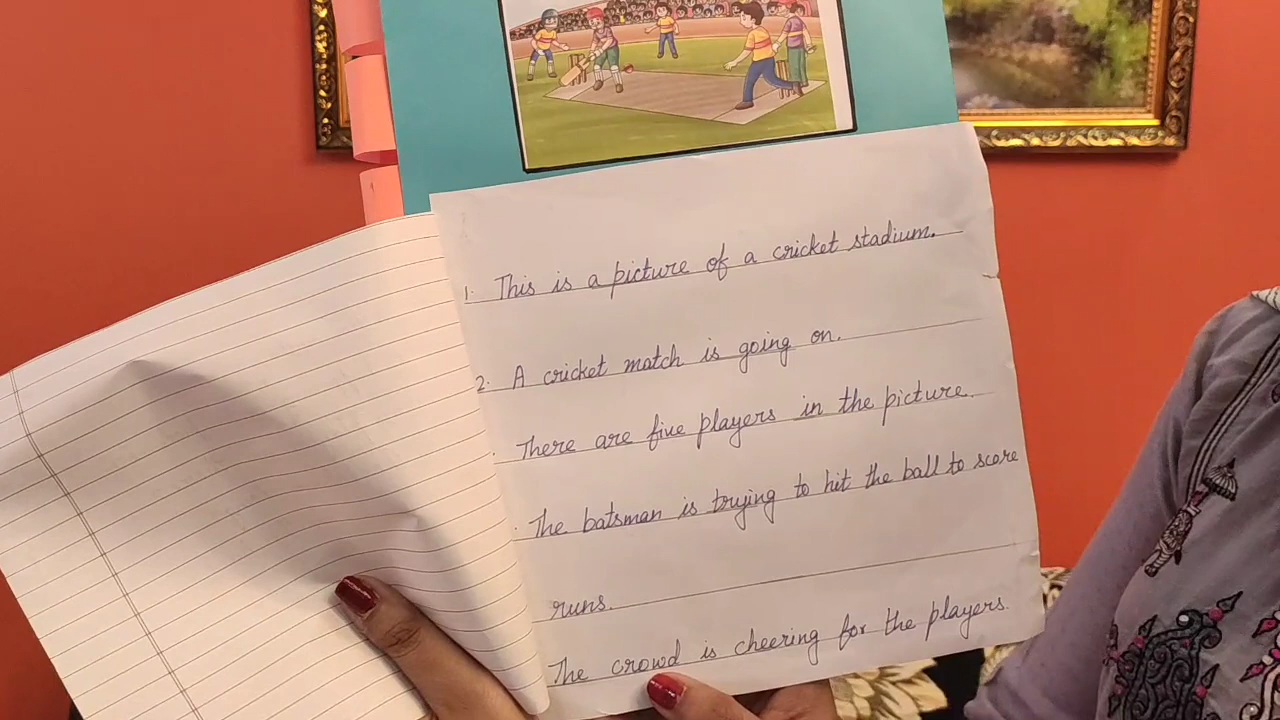 1. This is a picture of a cricket stadium.
2. A cricket match is going on.
. There are five players in the picture.
. The batsman is trying to hit the ball to score
runs.
The crowd is cheering for the players.